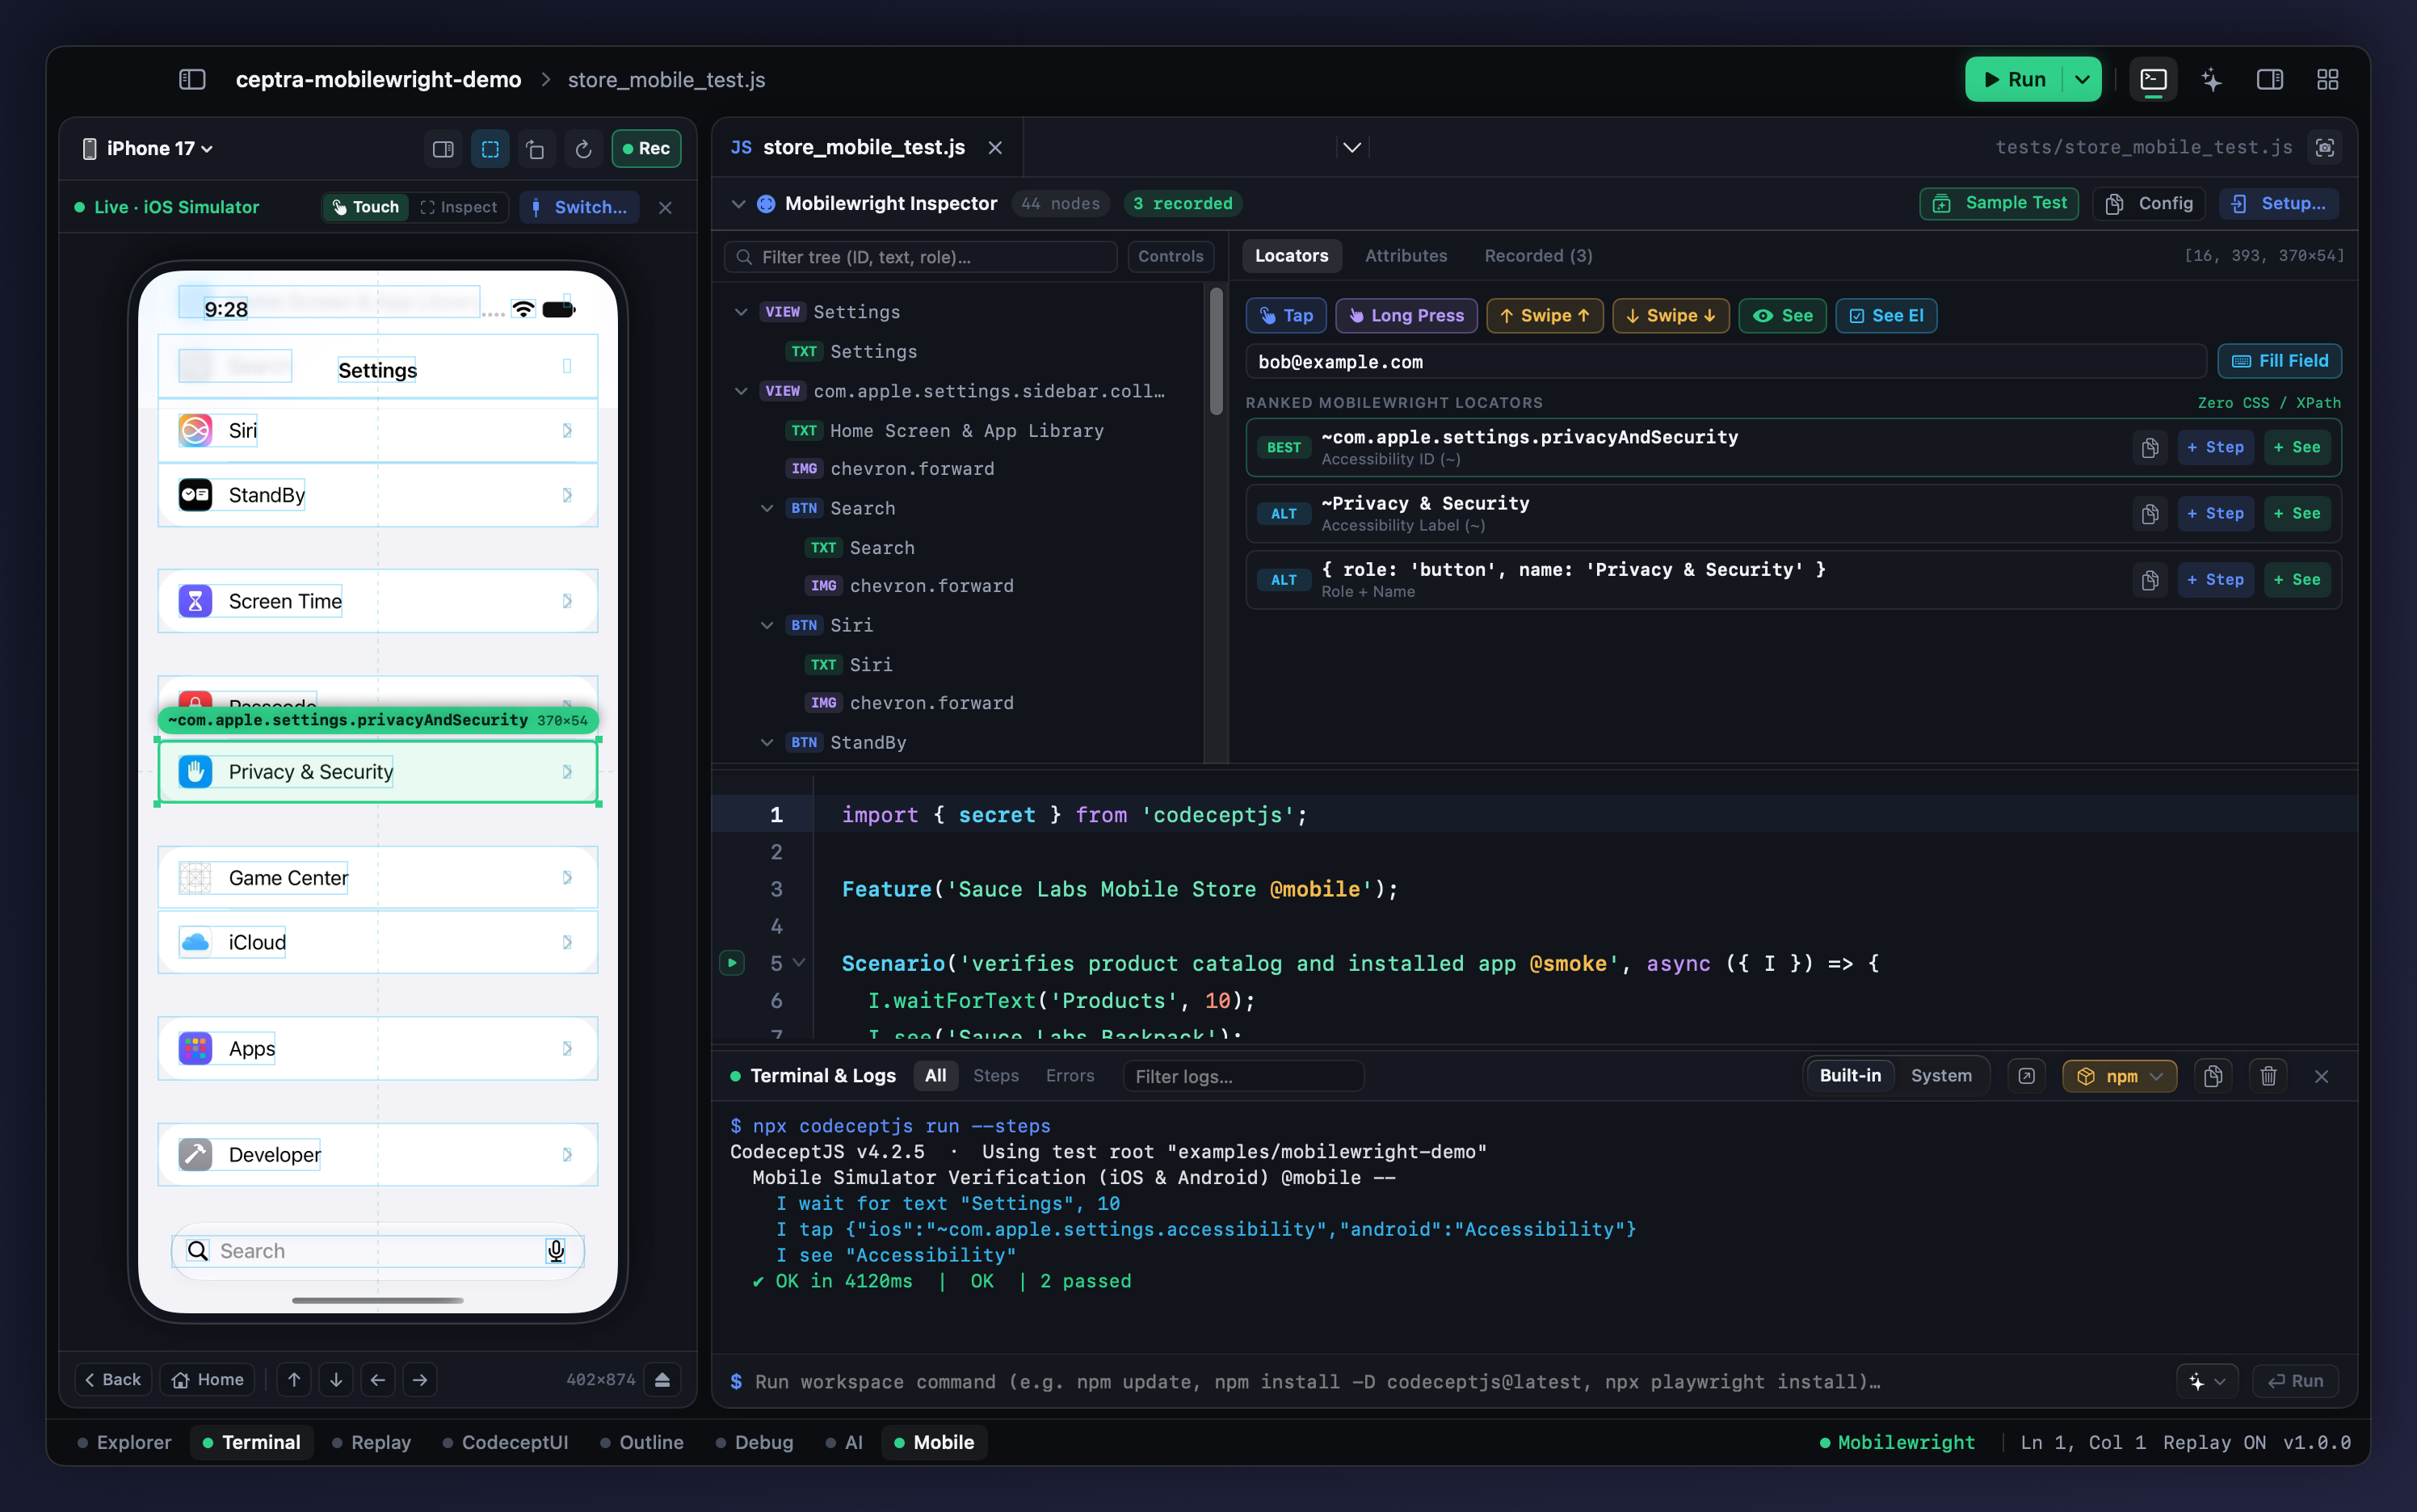 ceptra-mobilewright-demo > store_mobile_test.js
Run
iPhone 17
Rec
Live · iOS Simulator
Touch
Inspect
Switch...
9:28
Settings
Siri
StandBy
Screen Time
~com.apple.settings.privacyAndSecurity 370×54
Privacy & Security
Game Center
iCloud
Apps
Developer
Search
Back
Home
402×874
JS store_mobile_test.js
tests/store_mobile_test.js
Mobilewright Inspector
44 nodes
3 recorded
Sample Test
Config
Setup...
Filter tree (ID, text, role)...
Controls
VIEW Settings
TXT Settings
VIEW com.apple.settings.sidebar.coll…
TXT Home Screen & App Library
IMG chevron.forward
BTN Search
TXT Search
IMG chevron.forward
BTN Siri
TXT Siri
IMG chevron.forward
BTN StandBy
Locators
Attributes
Recorded (3)
[16, 393, 370×54]
Tap
Long Press
↑ Swipe ↑
↓ Swipe ↓
See
See El
bob@example.com
Fill Field
RANKED MOBILEWRIGHT LOCATORS
Zero CSS / XPath
BEST
~com.apple.settings.privacyAndSecurity
Accessibility ID (~)
+ Step
+ See
ALT
~Privacy & Security
Accessibility Label (~)
+ Step
+ See
ALT
{ role: 'button', name: 'Privacy & Security' }
Role + Name
+ Step
+ See
1 import { secret } from 'codeceptjs';
2
3 Feature('Sauce Labs Mobile Store @mobile');
4
5 Scenario('verifies product catalog and installed app @smoke', async ({ I }) => {
6 I.waitForText('Products', 10);
7 I.see('Sauce Labs Backpack');
Terminal & Logs
All
Steps
Errors
Filter logs...
Built-in
System
npm
$ npx codeceptjs run --steps
CodeceptJS v4.2.5 · Using test root "examples/mobilewright-demo"
Mobile Simulator Verification (iOS & Android) @mobile --
I wait for text "Settings", 10
I tap {"ios":"~com.apple.settings.accessibility","android":"Accessibility"}
I see "Accessibility"
✔ OK in 4120ms | OK | 2 passed
$ Run workspace command (e.g. npm update, npm install -D codeceptjs@latest, npx playwright install)…
Run
Explorer
Terminal
Replay
CodeceptUI
Outline
Debug
AI
Mobile
Mobilewright
Ln 1, Col 1
Replay ON
v1.0.0